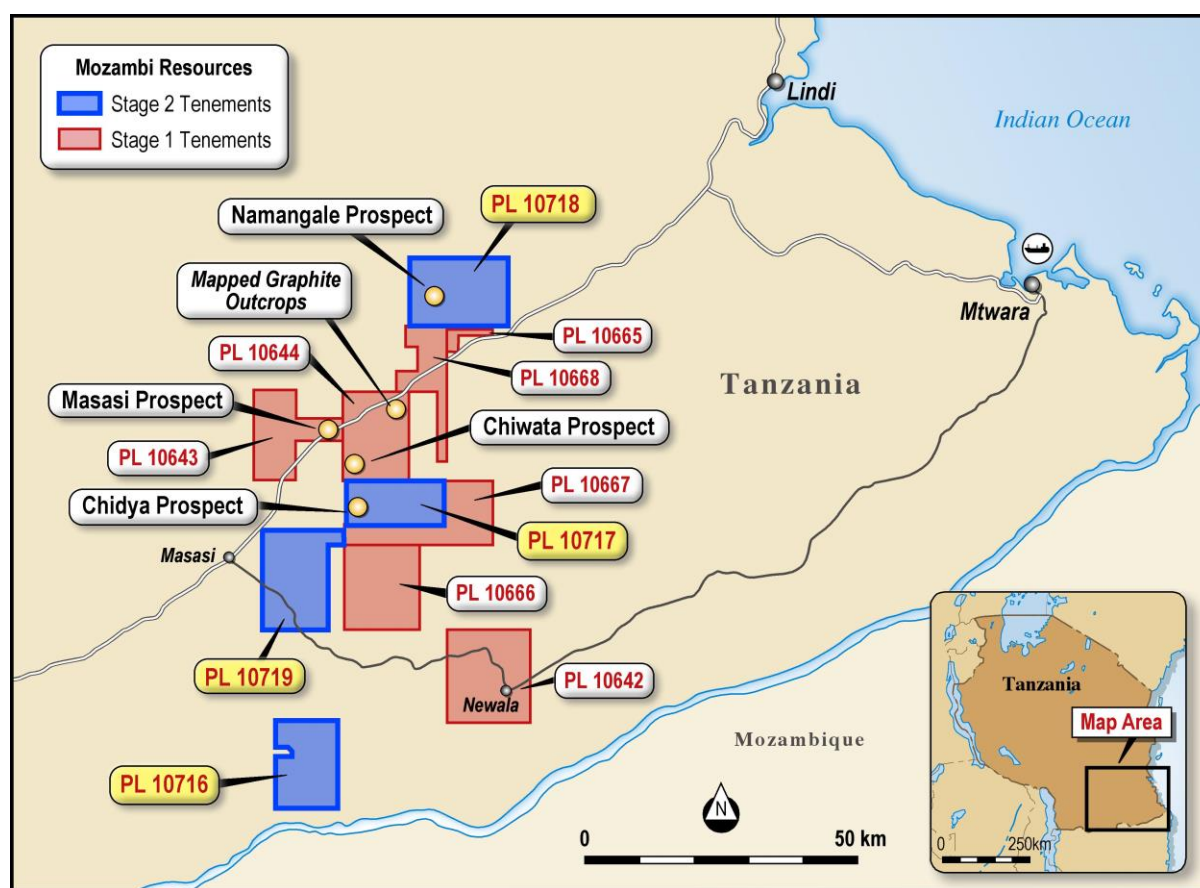 Mozambi Resources
Stage 2 Tenements
Stage 1 Tenements
Lindi
Indian Ocean
Namangale Prospect
PL 10718
Mapped Graphite
Outcrops
Mtwara
PL 10665
PL 10644
PL 10668
Tanzania
Masasi Prospect
Chiwata Prospect
PL 10643
PL 10667
Chidya Prospect
PL 10717
Masasi
PL 10666
PL 10719
PL 10642
Newala
Mozambique
PL 10716
N
0 50 km
Tanzania
Map Area
0 250km